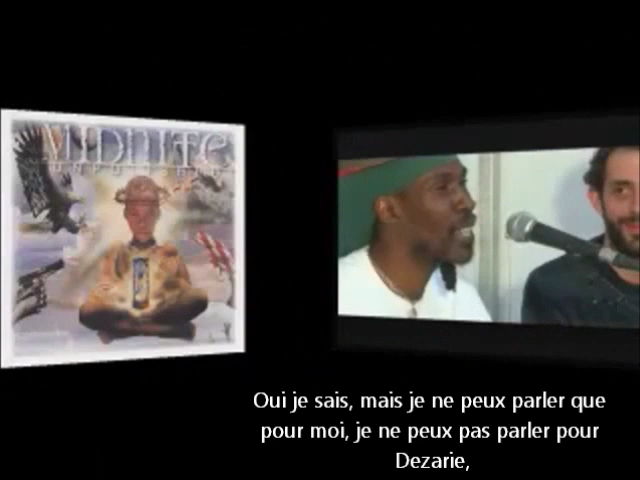 MIDNITE
UNPOLISHED
Oui je sais, mais je ne peux parler que
pour moi, je ne peux pas parler pour
Dezarie,